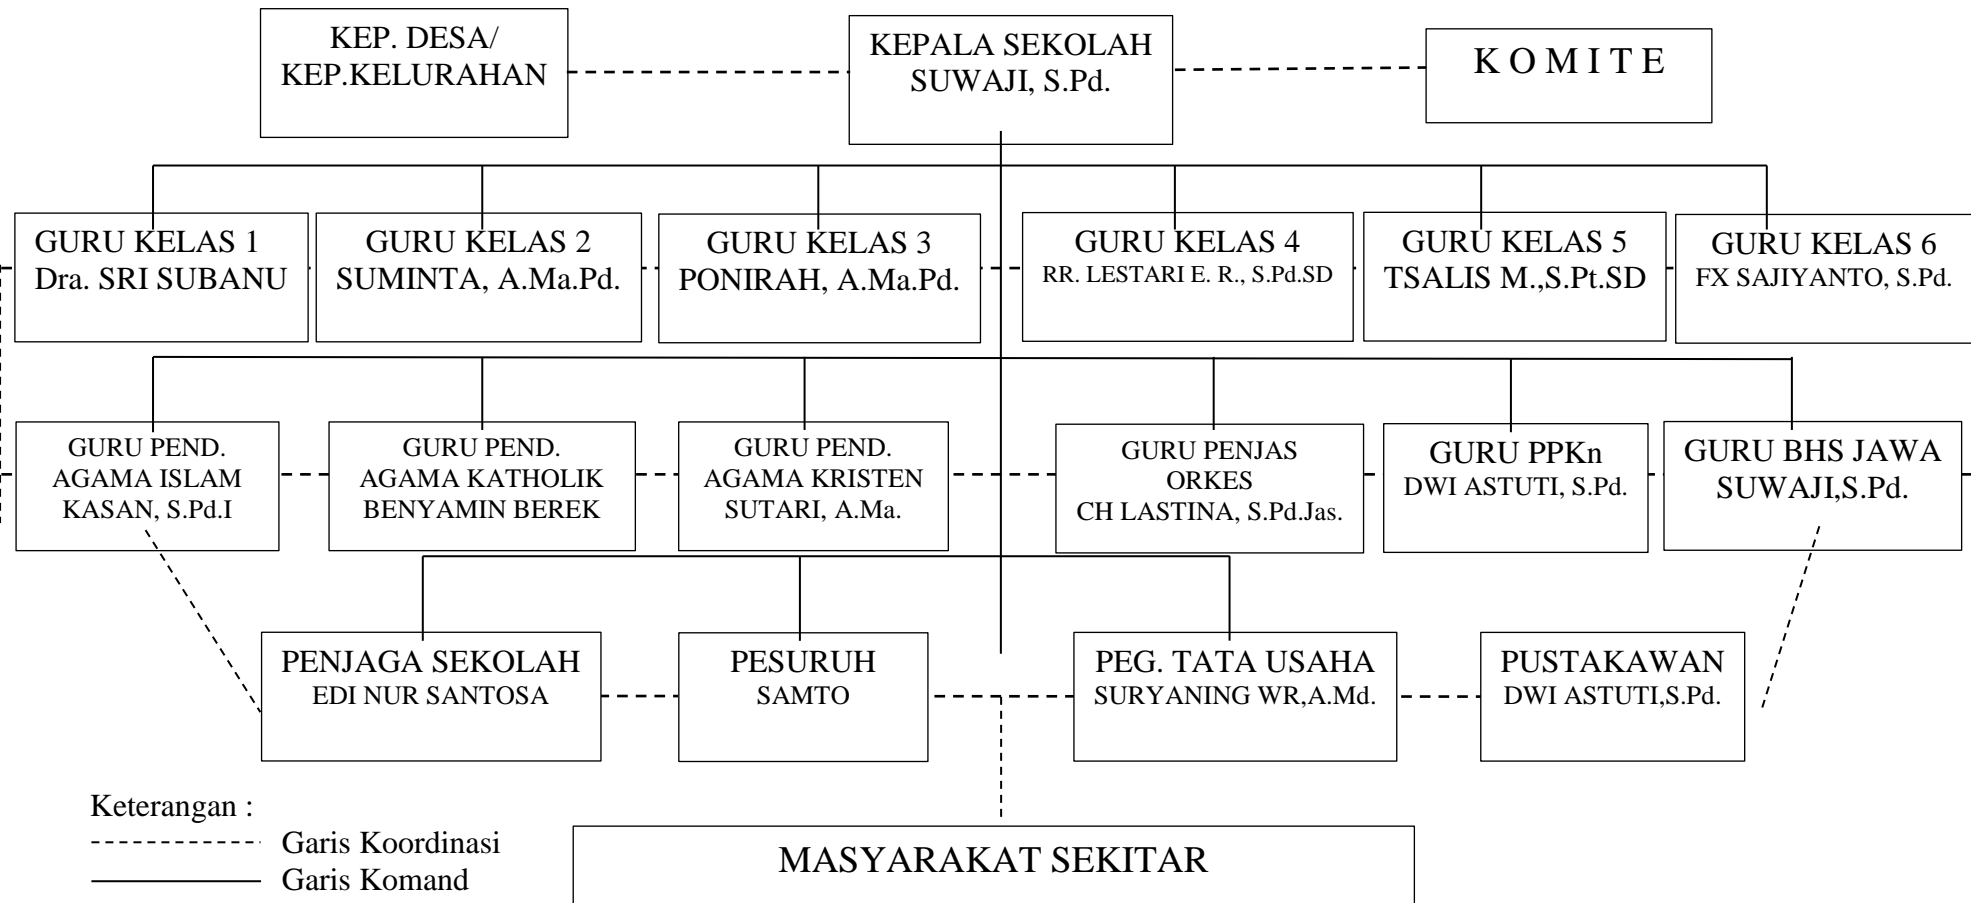 KEP. DESA/
KEP.KELURAHAN
KEPALA SEKOLAH
SUWAJI, S.Pd.
K O M I T E
GURU KELAS 1
Dra. SRI SUBANU
GURU KELAS 2
SUMINTA, A.Ma.Pd.
GURU KELAS 3
PONIRAH, A.Ma.Pd.
GURU KELAS 4
RR. LESTARI E. R., S.Pd.SD
GURU KELAS 5
TSALIS M.,S.Pt.SD
GURU KELAS 6
FX SAJIYANTO, S.Pd.
GURU PEND.
AGAMA ISLAM
KASAN, S.Pd.I
GURU PEND.
AGAMA KATHOLIK
BENYAMIN BEREK
GURU PEND.
AGAMA KRISTEN
SUTARI, A.Ma.
GURU PENJAS
ORKES
CH LASTINA, S.Pd.Jas.
GURU PPKn
DWI ASTUTI, S.Pd.
GURU BHS JAWA
SUWAJI,S.Pd.
PENJAGA SEKOLAH
EDI NUR SANTOSA
PESURUH
SAMTO
PEG. TATA USAHA
SURYANING WR,A.Md.
PUSTAKAWAN
DWI ASTUTI,S.Pd.
Keterangan :
Garis Koordinasi
Garis Komand
MASYARAKAT SEKITAR